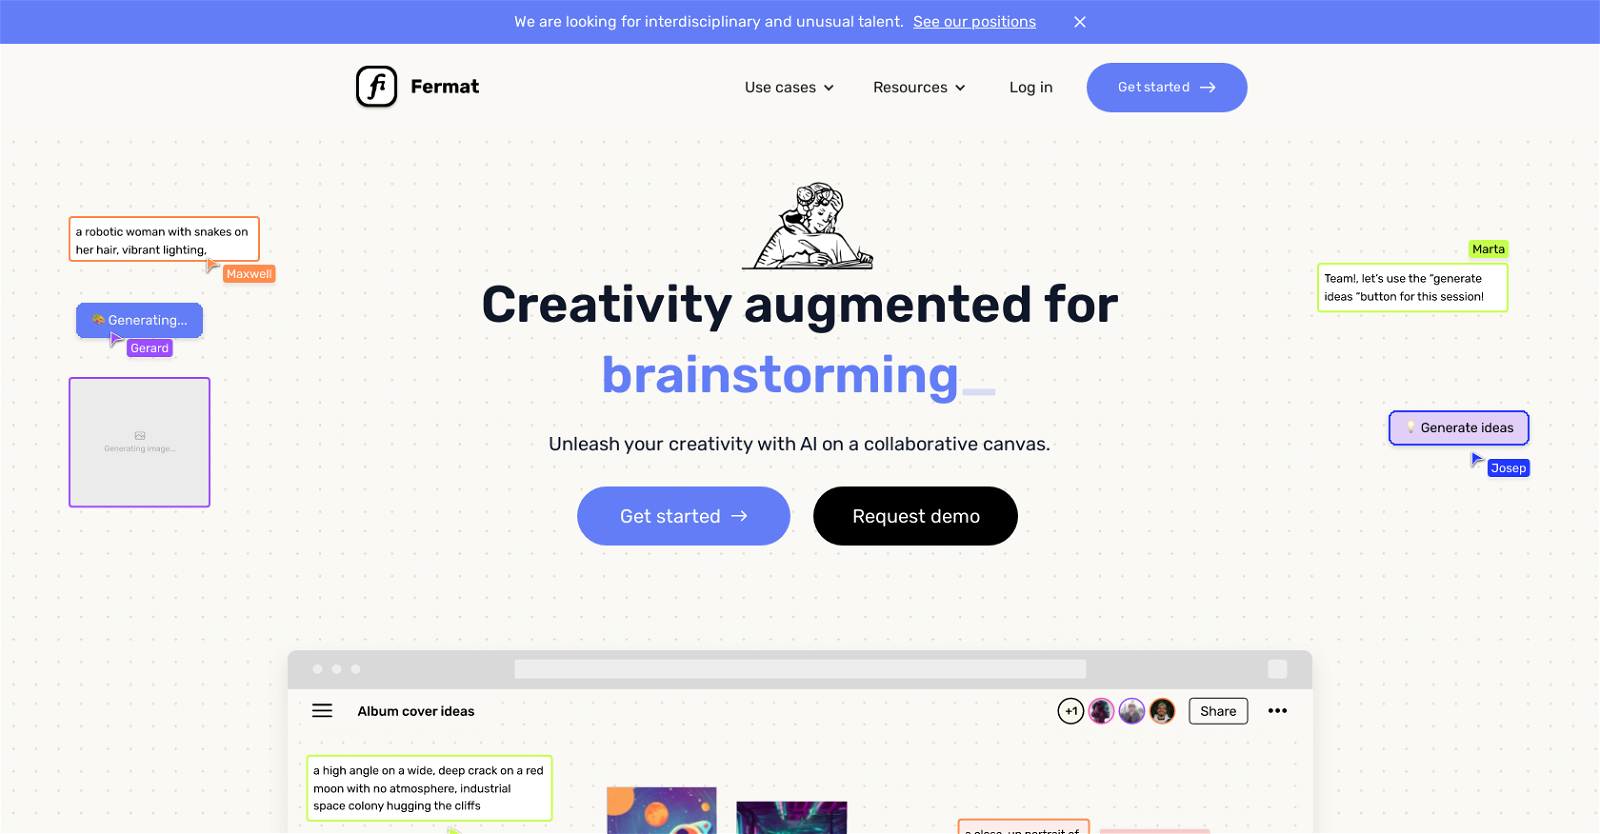 We are looking for interdisciplinary and unusual talent. See our positions
Fermat
Use cases
Resources
Log in
Get started
a robotic woman with snakes on
her hair, vibrant lighting,
Maxwell
Generating...
Gerard
Generating image...
Marta
Team!, let's use the "generate
ideas "button for this session!
Generate ideas
Josep
Creativity augmented for
brainstorming_
Unleash your creativity with AI on a collaborative canvas.
Get started
Request demo
Album cover ideas
+1
Share
a high angle on a wide, deep crack on a red
moon with no atmosphere, industrial
space colony hugging the cliffs
a close, up portrait of